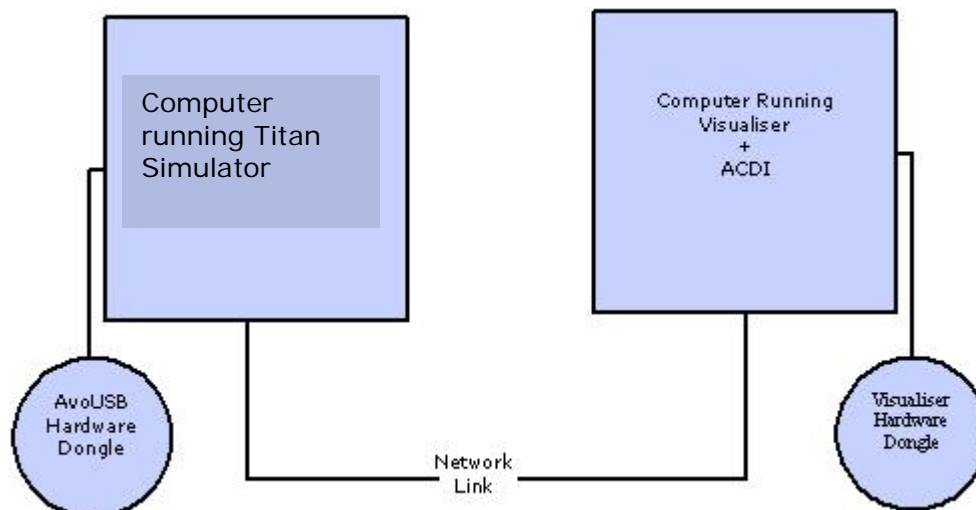 Computer
running Titan
Simulator
Computer Running
Visualiser
+
ACDI
AvoUSB
Hardware
Dongle
Visualiser
Hardware
Dongle
Network
Link